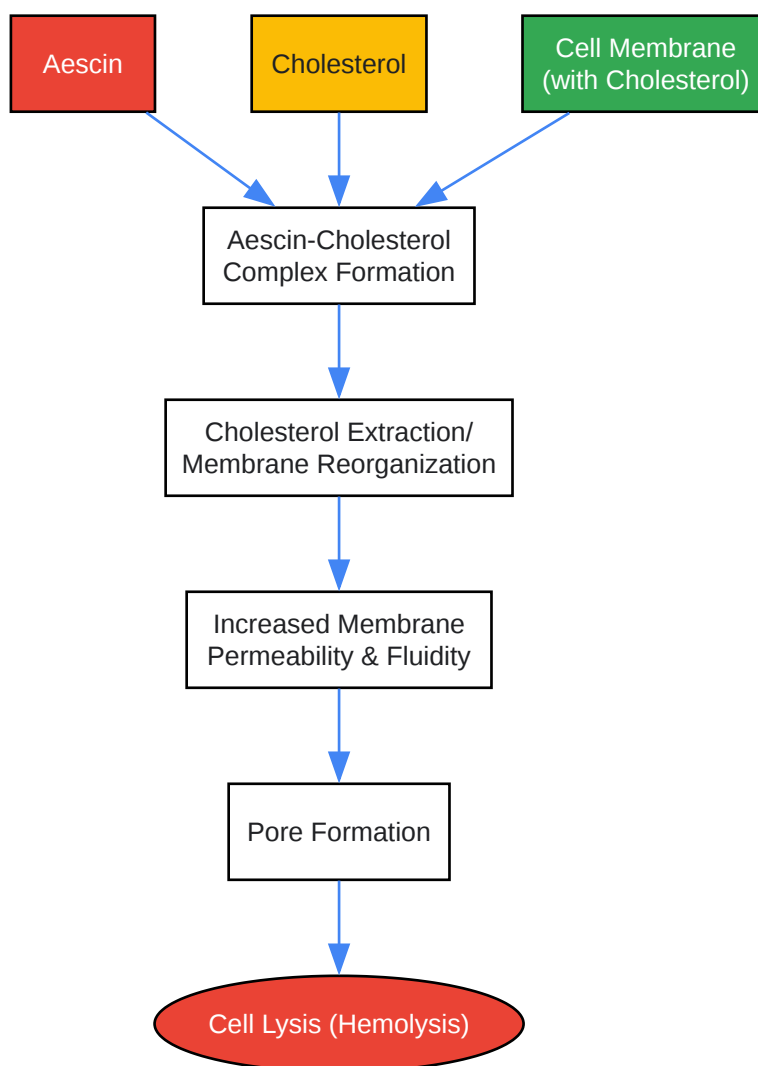 Aescin
Cholesterol
Cell Membrane
(with Cholesterol)
Aescin-Cholesterol
Complex Formation
Cholesterol Extraction/
Membrane Reorganization
Increased Membrane
Permeability & Fluidity
Pore Formation
Cell Lysis (Hemolysis)